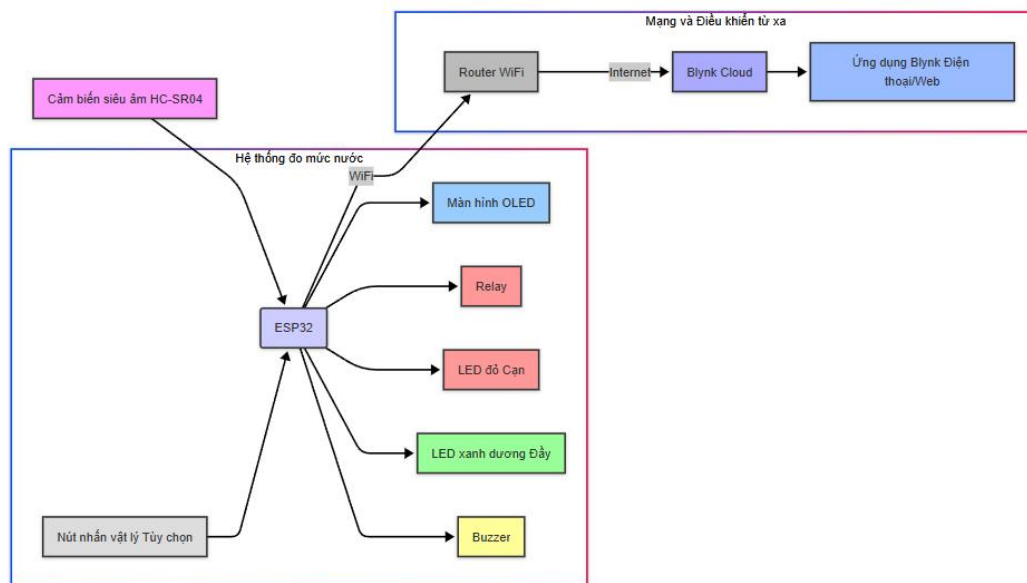 Mạng và Điều khiển từ xa
Router WiFi
Internet
Blynk Cloud
Ứng dụng Blynk Điện
thoại/Web
Cảm biến siêu âm HC-SR04
Hệ thống đo mức nước
WiFi
Màn hình OLED
Relay
ESP32
LED đỏ Cạn
LED xanh dương Đầy
Nút nhấn vật lý Tùy chọn
Buzzer